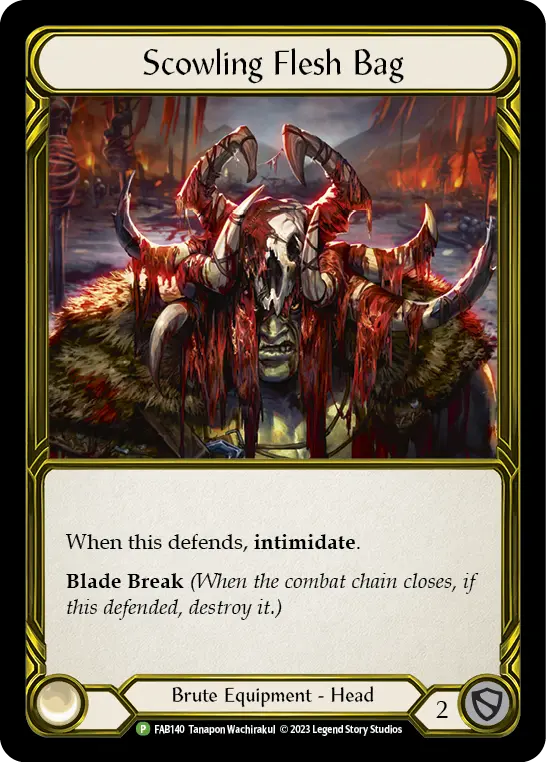 Scowling Flesh Bag
When this defends, intimidate.
Blade Break (When the combat chain closes, if
this defended, destroy it.)
Brute Equipment - Head
2
P FAB140 Tanapon Wachirakul © 2023 Legend Story Studios